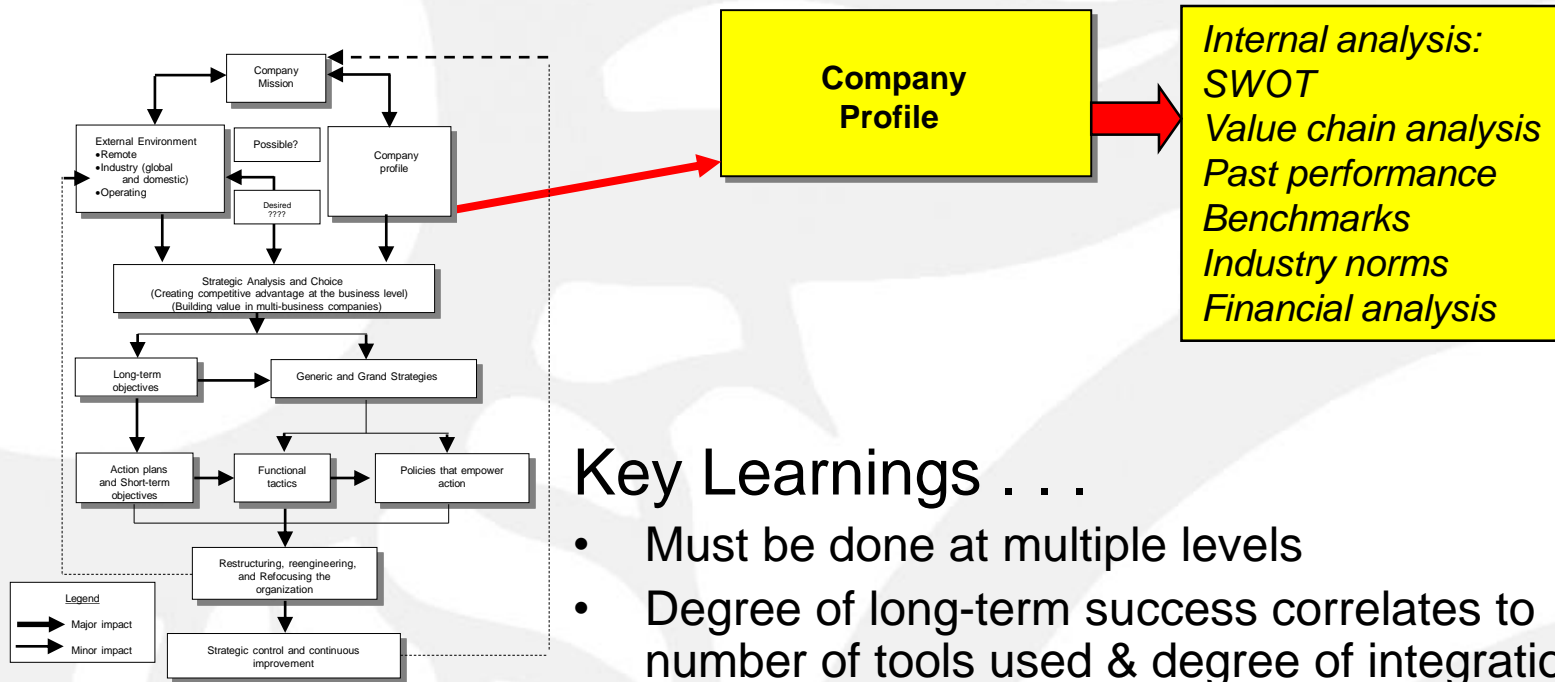 Company
Mission
External Environment
•Remote
•Industry (global
and domestic)
•Operating
Possible?
Company
profile
Desired
????
Strategic Analysis and Choice
(Creating competitive advantage at the business level)
(Building value in multi-business companies)
Long-term
objectives
Generic and Grand Strategies
Action plans
and Short-term
objectives
Functional
tactics
Policies that empower
action
Restructuring, reengineering,
and Refocusing the
organization
Strategic control and continuous
improvement
Legend
Major impact
Minor impact
Company
Profile
Internal analysis:
SWOT
Value chain analysis
Past performance
Benchmarks
Industry norms
Financial analysis
Key Learnings . . .
• Must be done at multiple levels
• Degree of long-term success correlates to
number of tools used & degree of